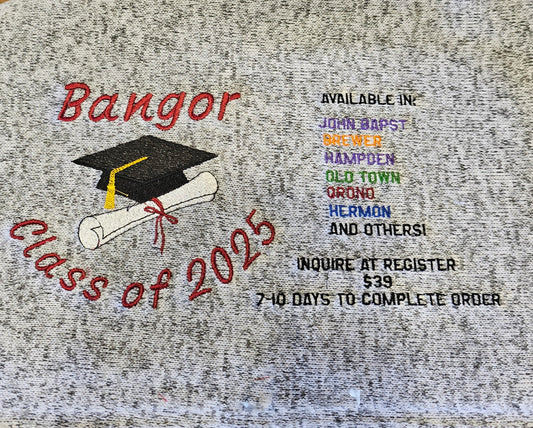 Bangor
Class of 2025
AVAILABLE IN:
JOHN BAPST
BREWER
HAMPDEN
OLD TOWN
ORONO
HERMON
AND OTHERS!
INQUIRE AT REGISTER
$39
7-10 DAYS TO COMPLETE ORDER